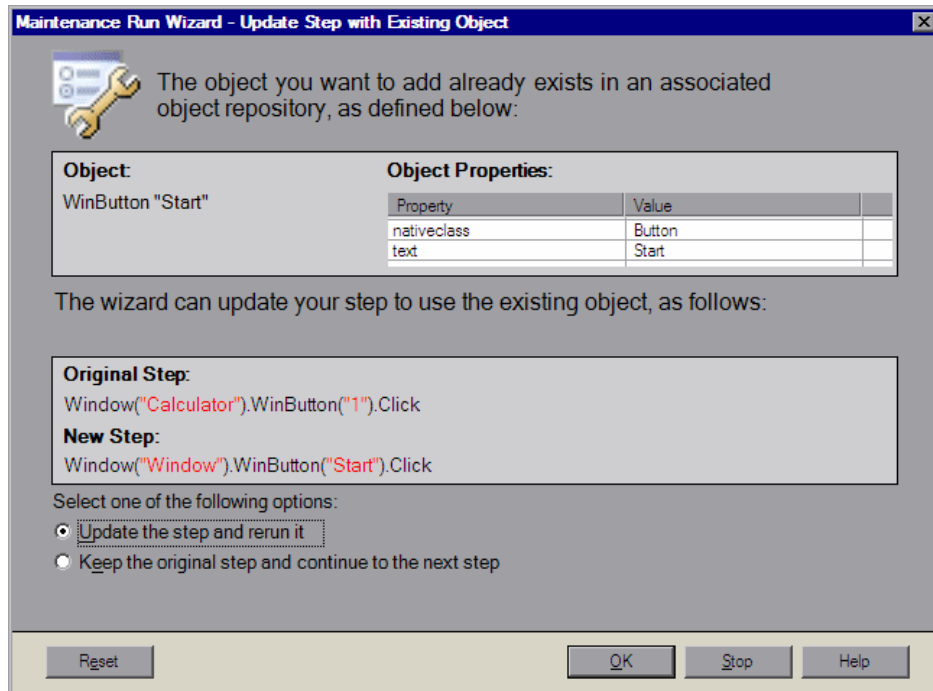 Maintenance Run Wizard - Update Step with Existing Object
The object you want to add already exists in an associated
object repository, as defined below:
Object:
WinButton "Start"
Object Properties:
Property Value
nativeclass Button
text Start
The wizard can update your step to use the existing object, as follows:
Original Step:
Window("Calculator").WinButton("1").Click
New Step:
Window("Window").WinButton("Start").Click
Select one of the following options:
Update the step and rerun it
Keep the original step and continue to the next step
Reset OK Stop Help